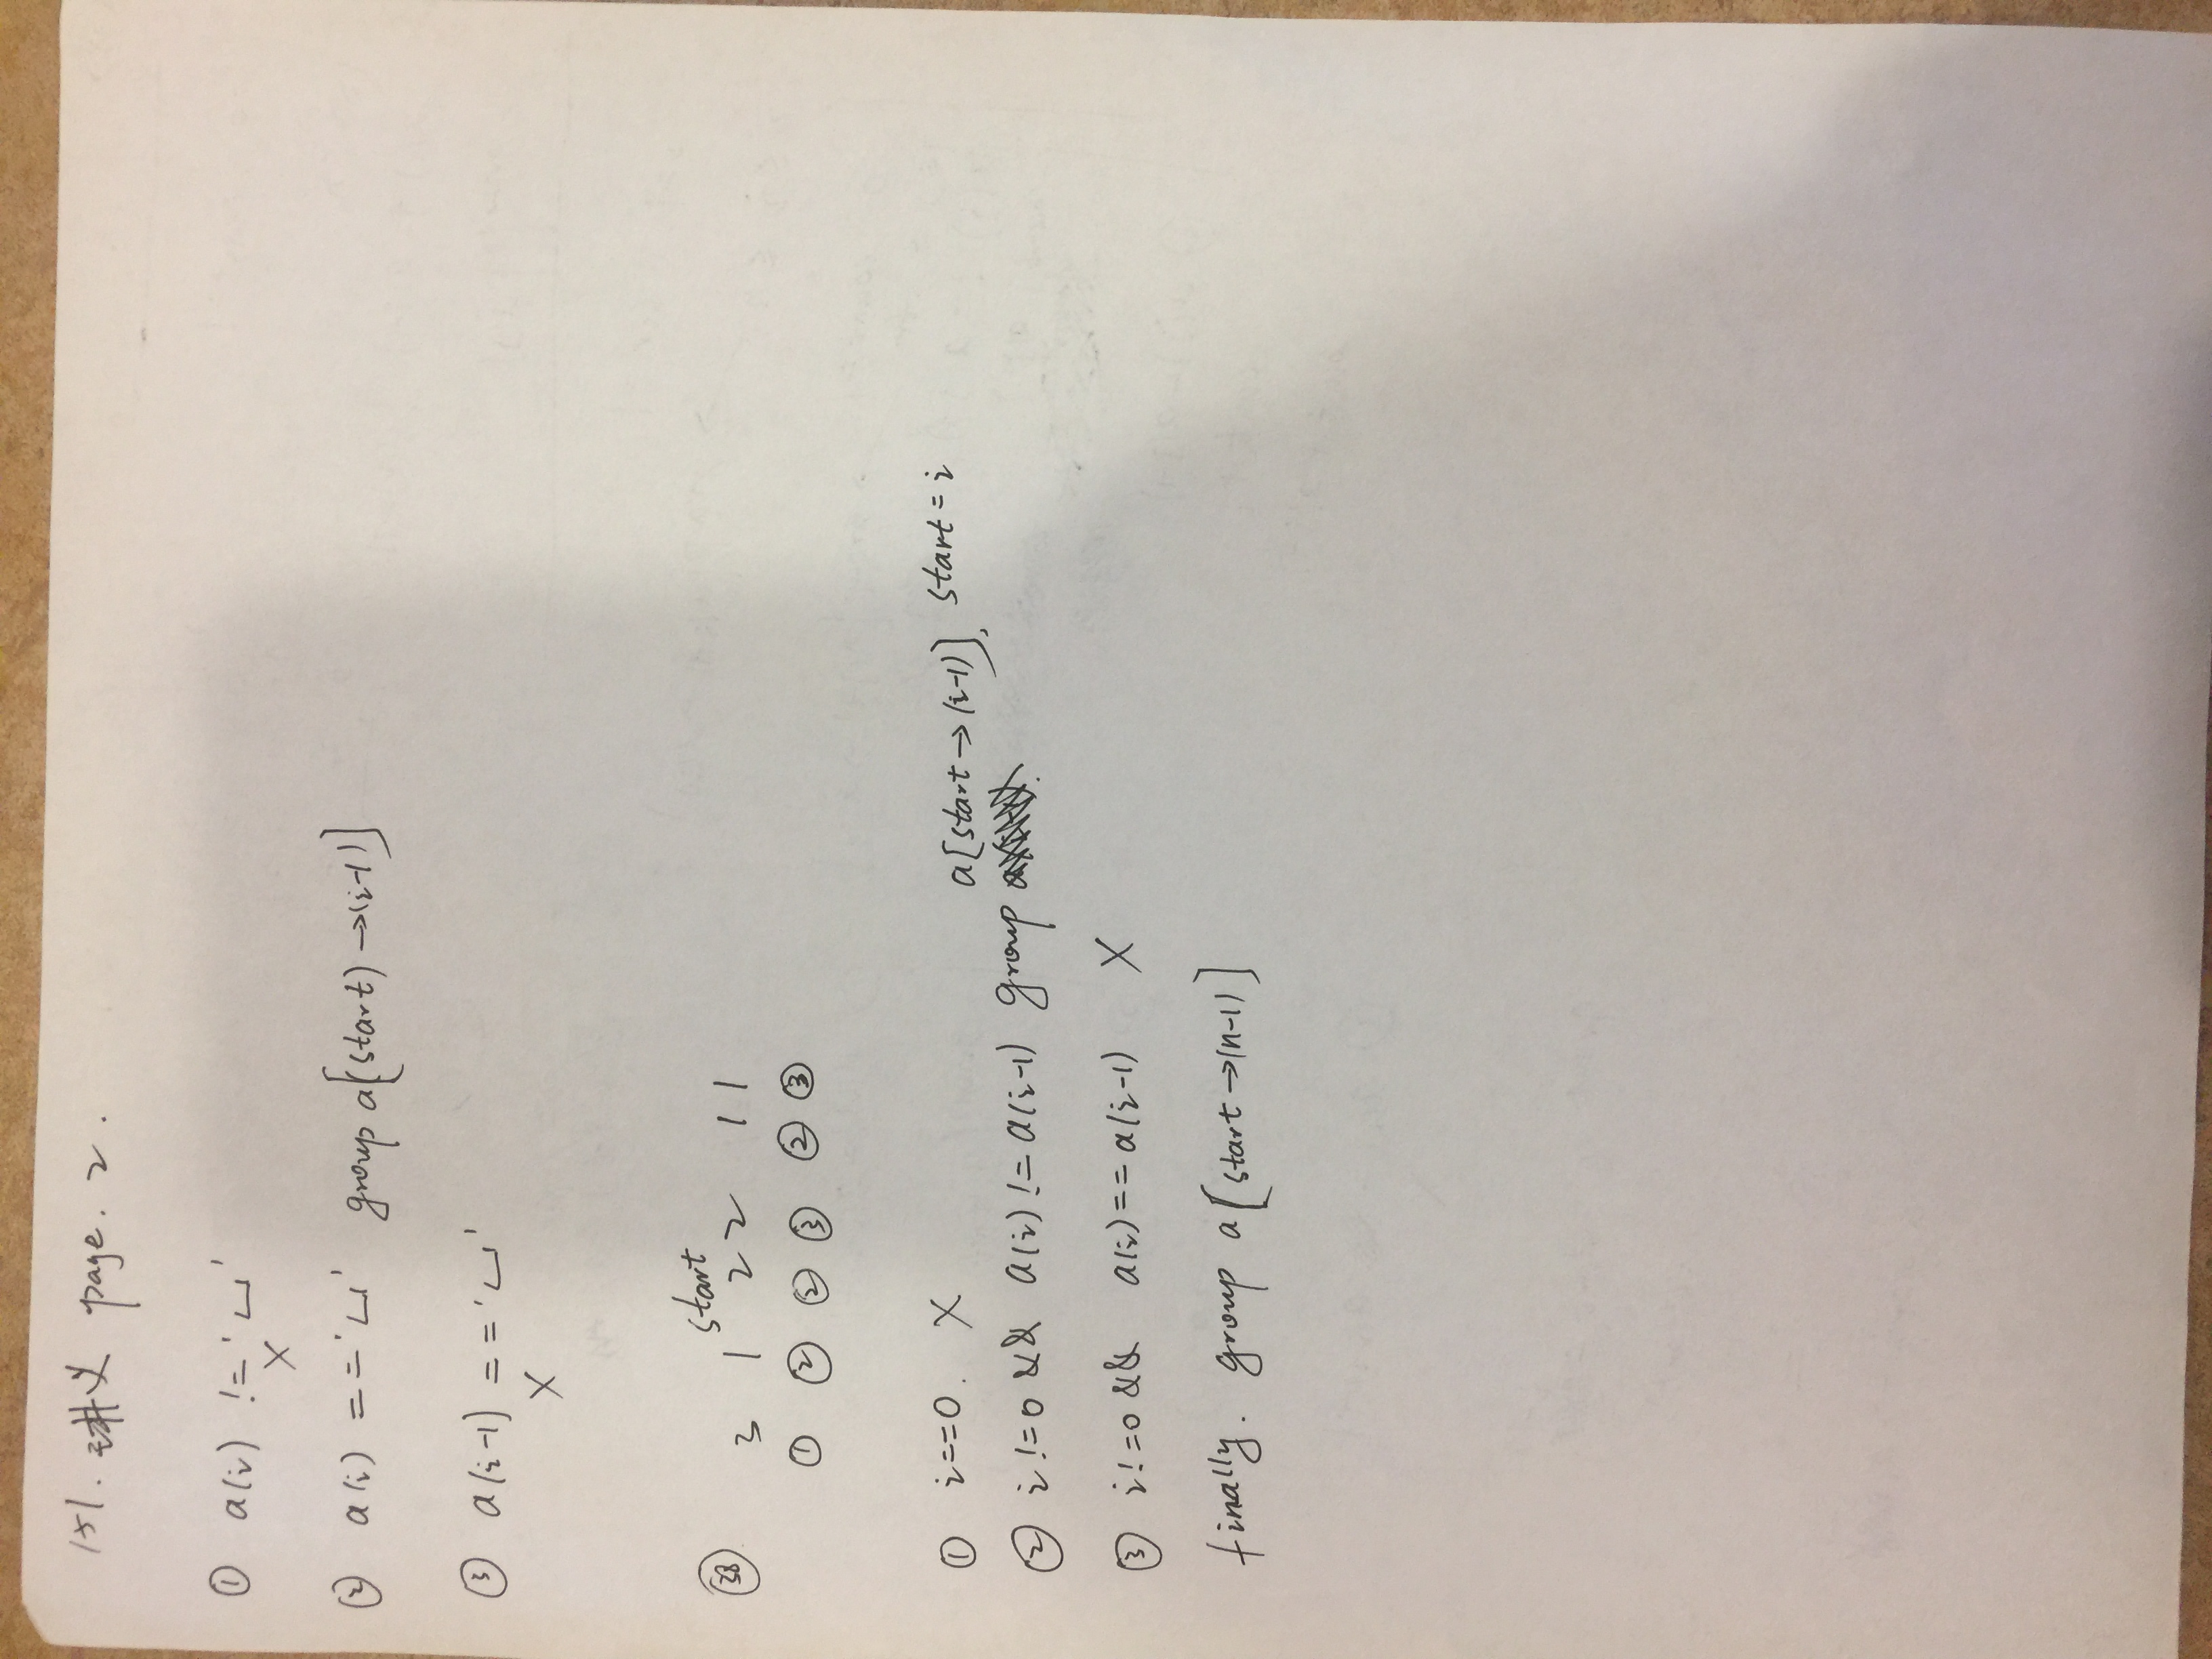 151. 讲义 page. 2.
① a(i) != '␣'
X
② a(i) == '␣' group a[start) → (i-1)]
③ a(i-1) == '␣'
X
start
㊳ 3 1 2 2 1 1
① ② ② ③ ② ③
① i==0. X
a[start → (i-1)], start = i
② i!=0 && a(i) != a(i-1) group
③ i!=0 && a(i) == a(i-1) X
finally. group a[start → (n-1)]